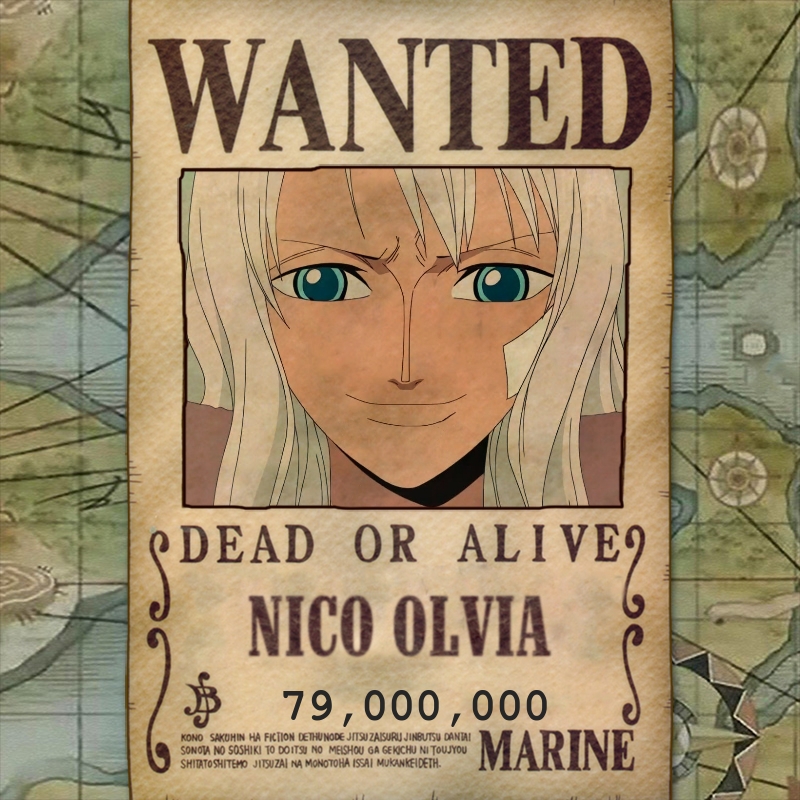 WANTED
DEAD OR ALIVE
NICO OLVIA
79,000,000
KONO SAKUHIN HA FICTION DETHUNODE JITSUZAISURU JINBUTSU DANTAI
SONOTA NO SOSHIKI TO DOITSU NO MEISHOU GA GEKICHU NI TOUJYOU
SHITATOSHITEMO JITSUZAI NA MONOTOHA ISSAI MUKANKEIDETH.
MARINE